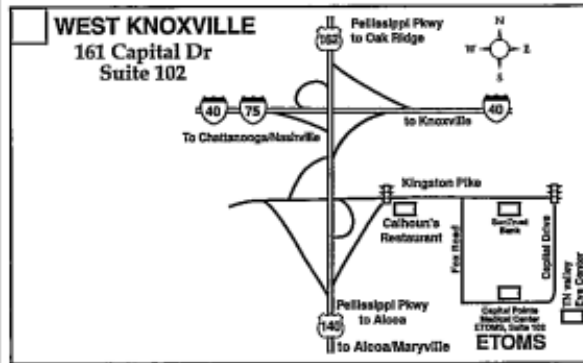 WEST KNOXVILLE
161 Capital Dr
Suite 102
Pellissippi Pkwy
to Oak Ridge
162
N
W
E
S
40
75
40
to Knoxville
To Chattanooga/Nashville
Kingston Pike
Calhoun's
Restaurant
Fox Road
SunTrust
Bank
Capital Drive
TN valley
Eye Center
Capital Pointe
Medical Center
ETOMS, Suite 102
ETOMS
Pellissippi Pkwy
to Alcoa
140
to Alcoa/Maryville